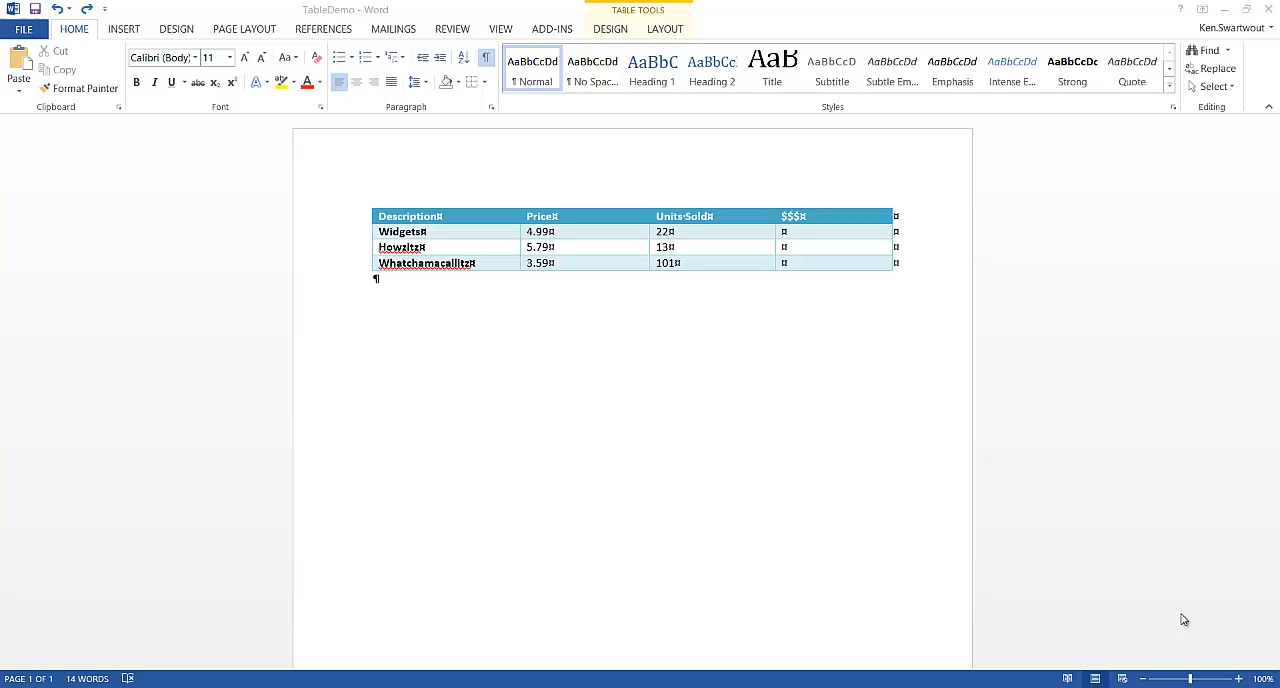 TableDemo - Word
TABLE TOOLS
Ken.Swartwout
FILE HOME INSERT DESIGN PAGE LAYOUT REFERENCES MAILINGS REVIEW VIEW ADD-INS DESIGN LAYOUT
Paste
Cut
Copy
Format Painter
Clipboard
Calibri (Body) 11
Font
Paragraph
AaBbCcDd AaBbCcDd AaBbC AaBbCc AaB AaBbCcD AaBbCcDd AaBbCcDd AaBbCcDd AaBbCcDc AaBbCcDd
¶ Normal ¶ No Spac... Heading 1 Heading 2 Title Subtitle Subtle Em... Emphasis Intense E... Strong Quote
Styles
Find
Replace
Select
Editing
Description¤ Price¤ Units·Sold¤ $$$¤ ¤
Widgets¤ 4.99¤ 22¤ ¤ ¤
Howzitz¤ 5.79¤ 13¤ ¤ ¤
Whatchamacallitz¤ 3.59¤ 101¤ ¤ ¤
¶
PAGE 1 OF 1 14 WORDS 100%